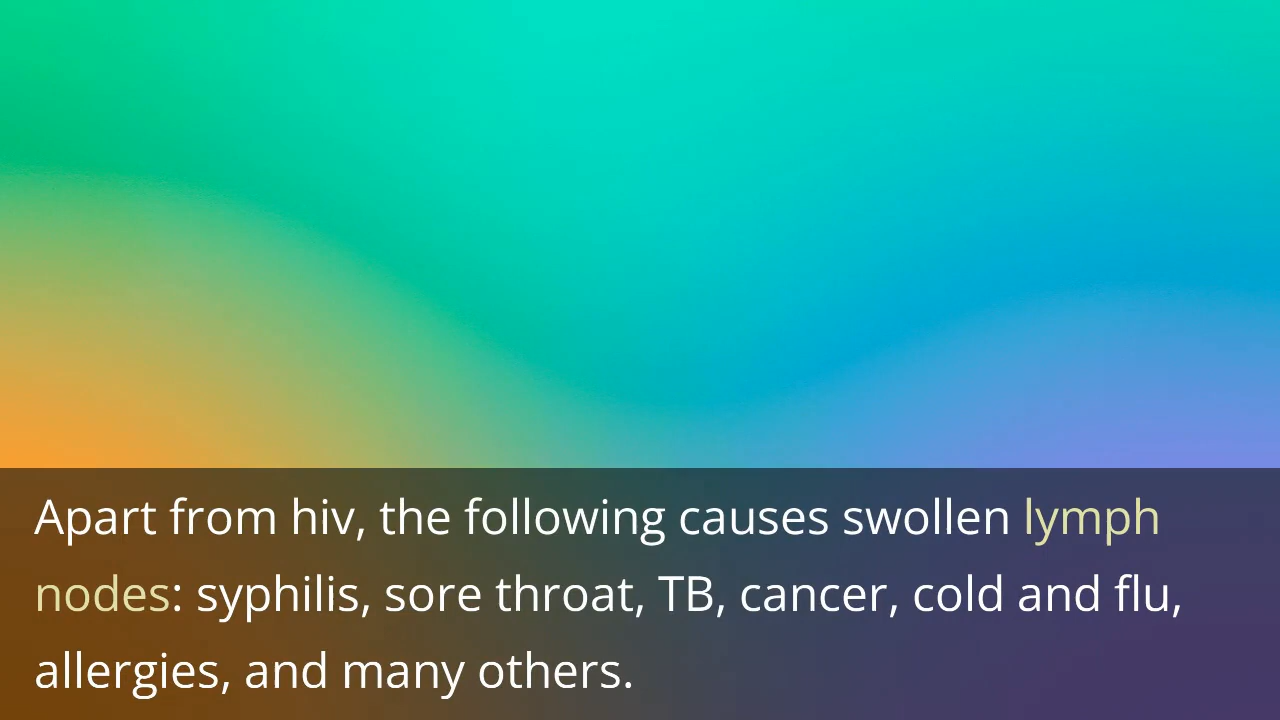 Apart from hiv, the following causes swollen lymph
nodes: syphilis, sore throat, TB, cancer, cold and flu,
allergies, and many others.